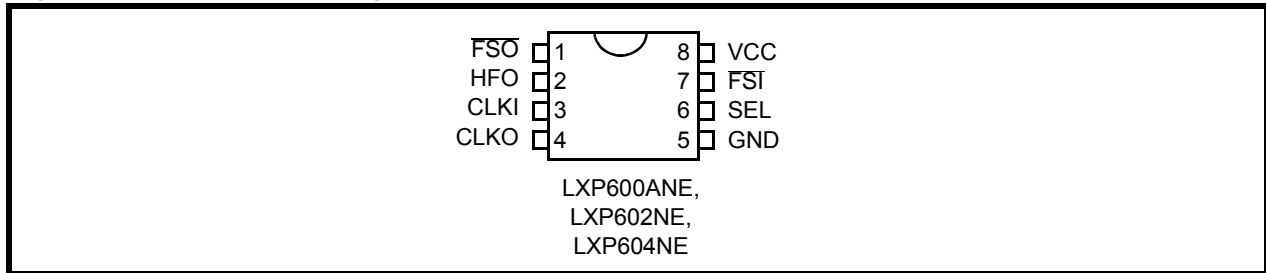 FSO 1 8 VCC
HFO 2 7 FSI
CLKI 3 6 SEL
CLKO 4 5 GND
LXP600ANE,
LXP602NE,
LXP604NE